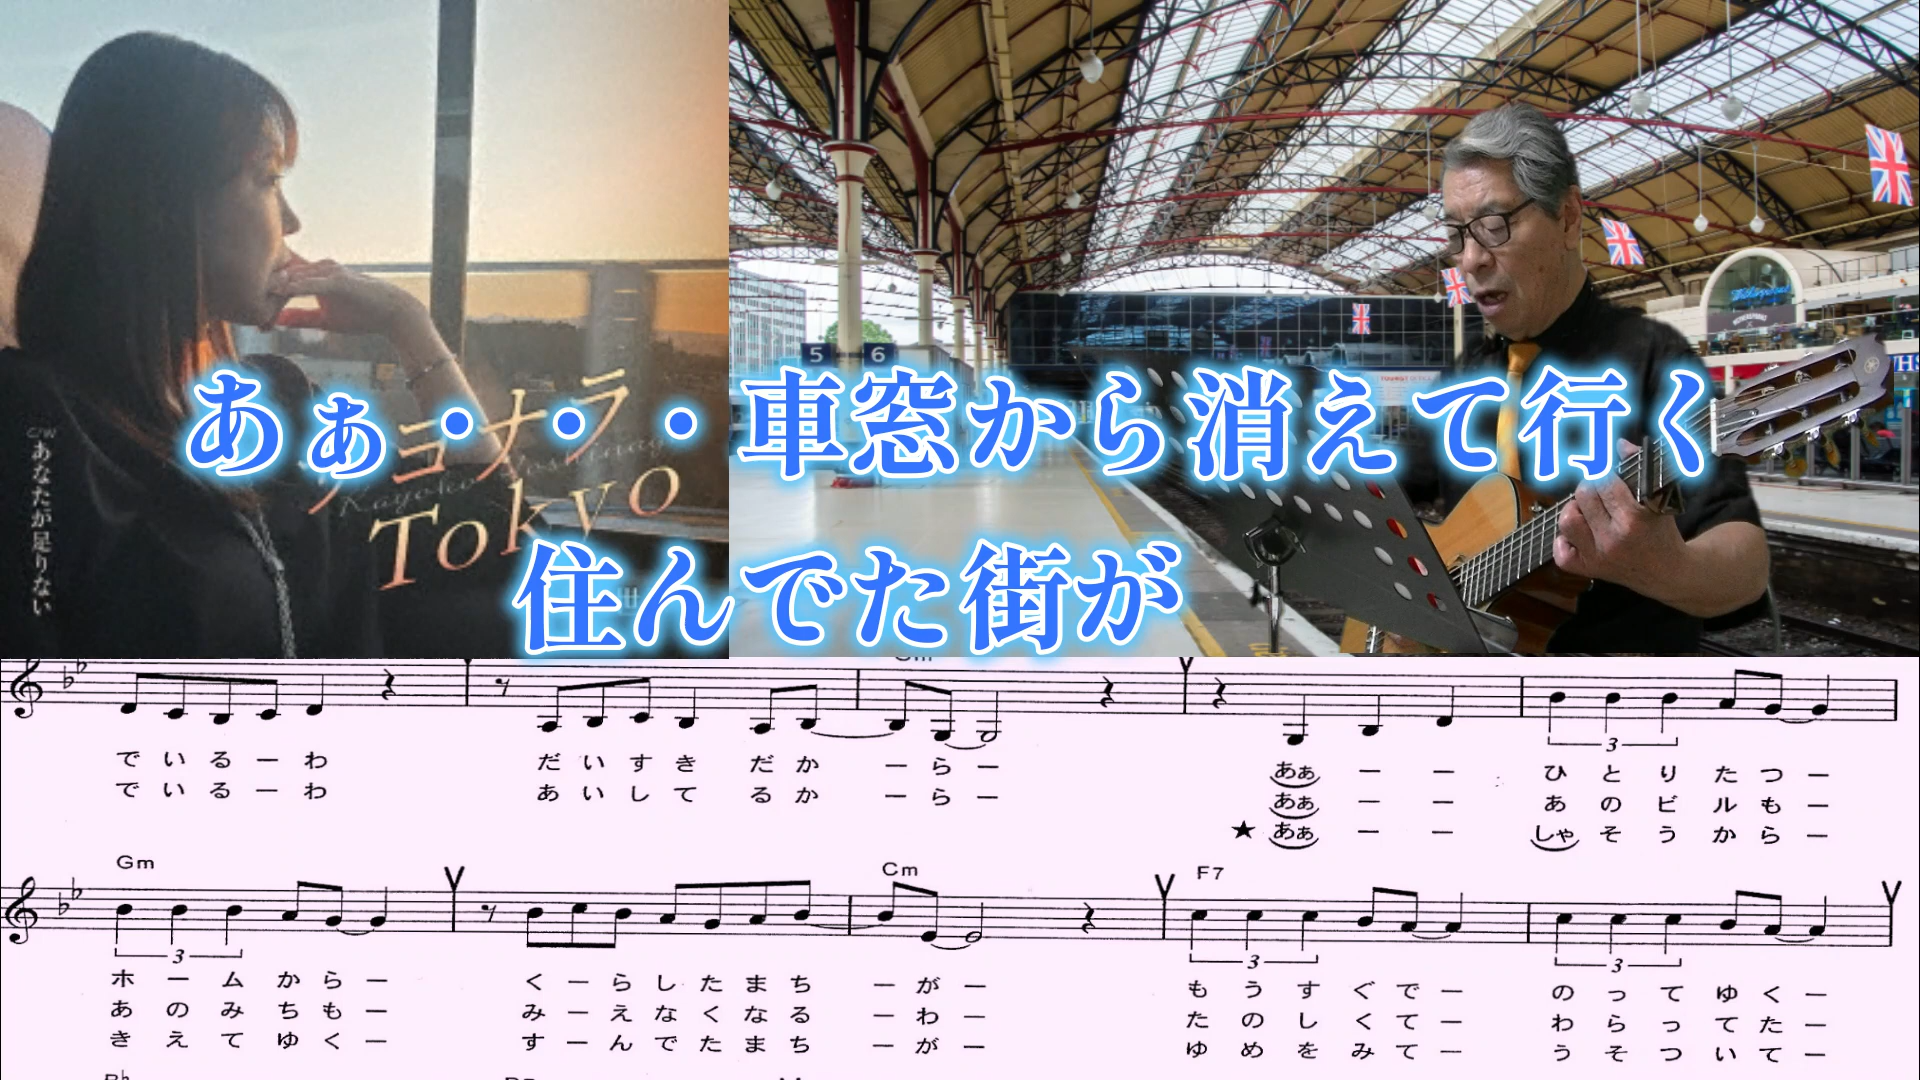 あぁ・・・車窓から消えて行く
住んでた街が
サヨナラ
Tokyo
Kayoko
c/w あなたが足りない
5
6
でいるーわ だいすき だか ーらー あぁ ー ー ひとりたつー
でいるーわ あいして るか ーらー あぁ ー ー あのビルもー
★ あぁ ー ー しゃそうからー
3
Gm Cm F7
3 3 3
ホームからー くーらしたまち ーがー もうすぐでー のってゆくー
あのみちもー みーえなくなる ーわー たのしくてー わらってたー
きえてゆくー すーんでたまち ーがー ゆめをみてー うそついてー